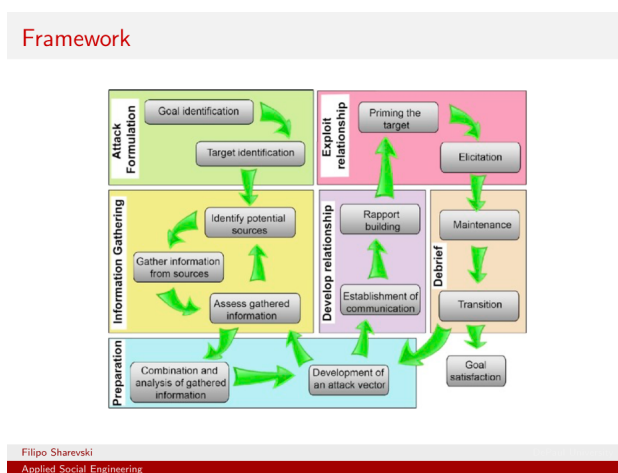 Framework
Attack
Formulation
Goal identification
Target identification
Exploit
relationship
Priming the
target
Elicitation
Information Gathering
Identify potential
sources
Gather information
from sources
Assess gathered
information
Develop relationship
Rapport
building
Establishment of
communication
Debrief
Maintenance
Transition
Goal
satisfaction
Preparation
Combination and
analysis of gathered
information
Development of
an attack vector
Filipo Sharevski
Applied Social Engineering